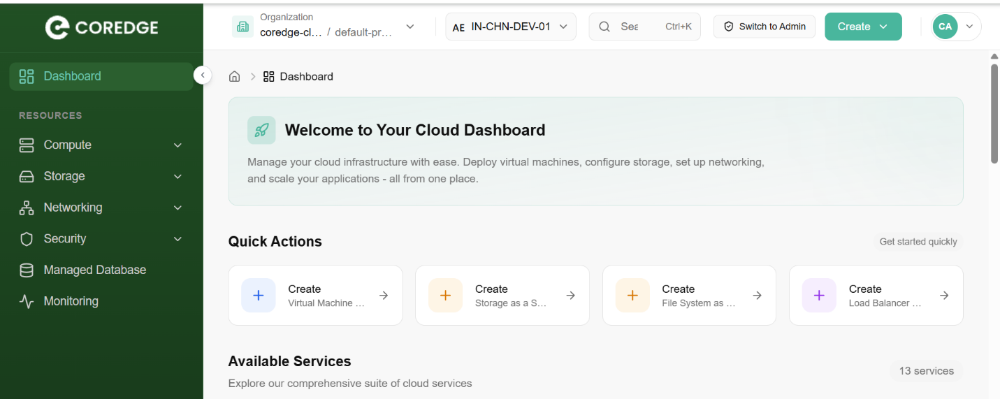 COREDGE
Organization
coredge-cl... / default-pr...
AE IN-CHN-DEV-01
Sea
Ctrl+K
Switch to Admin
Create
CA
Dashboard
RESOURCES
Compute
Storage
Networking
Security
Managed Database
Monitoring
Dashboard
Welcome to Your Cloud Dashboard
Manage your cloud infrastructure with ease. Deploy virtual machines, configure storage, set up networking,
and scale your applications - all from one place.
Quick Actions
Get started quickly
Create
Virtual Machine ...
Create
Storage as a S...
Create
File System as ...
Create
Load Balancer ...
Available Services
13 services
Explore our comprehensive suite of cloud services